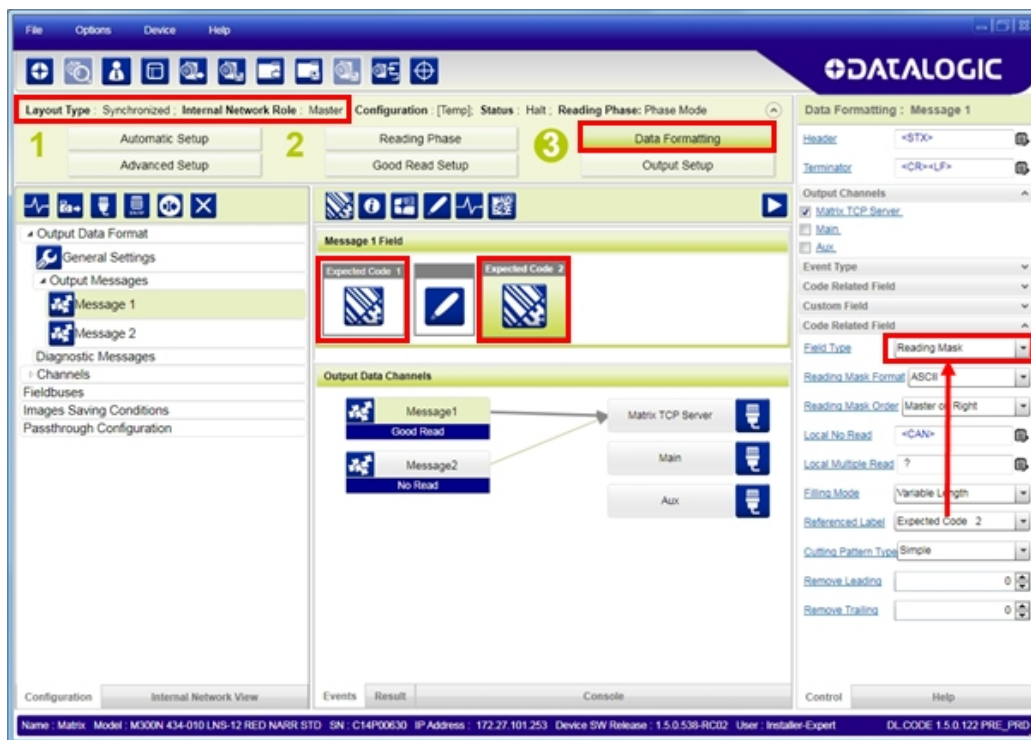 File Options Device Help
DATALOGIC
Layout Type : Synchronized ; Internal Network Role : Master Configuration : [Temp]; Status : Halt ; Reading Phase: Phase Mode
1 Automatic Setup 2 Reading Phase 3 Data Formatting
Advanced Setup Good Read Setup Output Setup
Output Data Format
General Settings
Output Messages
Message 1
Message 2
Diagnostic Messages
Channels
Fieldbuses
Images Saving Conditions
Passthrough Configuration
Configuration Internal Network View
Message 1 Field
Expected Code 1 Expected Code 2
Output Data Channels
Message1
Good Read
Message2
No Read
Matrix TCP Server
Main
Aux
Events Result Console
Data Formatting : Message 1
Header <STX>
Terminator <CR><LF>
Output Channels
Matrix TCP Server
Main
Aux
Event Type
Code Related Field
Custom Field
Code Related Field
Field Type Reading Mask
Reading Mask Format ASCII
Reading Mask Order Master on Right
Local No Read <CAN>
Local Multiple Read ?
Filling Mode Variable Length
Referenced Label Expected Code 2
Cutting Pattern Type Simple
Remove Leading 0
Remove Trailing 0
Control Help
Name : Matrix Model : M300N 434-010 LNS-12 RED NARR STD SN : C14P00630 IP Address : 172.27.101.253 Device SW Release : 1.5.0.538-RC02 User : Installer-Expert DL.CODE 1.5.0.122 PRE_PRD